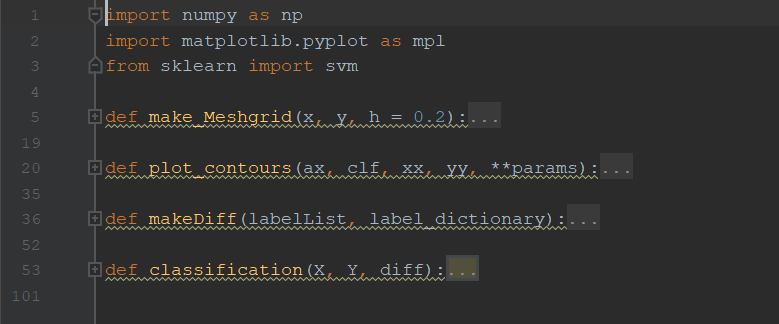 1 import numpy as np
2 import matplotlib.pyplot as mpl
3 from sklearn import svm
4
5 def make_Meshgrid(x, y, h = 0.2):...
19
20 def plot_contours(ax, clf, xx, yy, **params):...
35
36 def makeDiff(labelList, label_dictionary):...
52
53 def classification(X, Y, diff):...
101